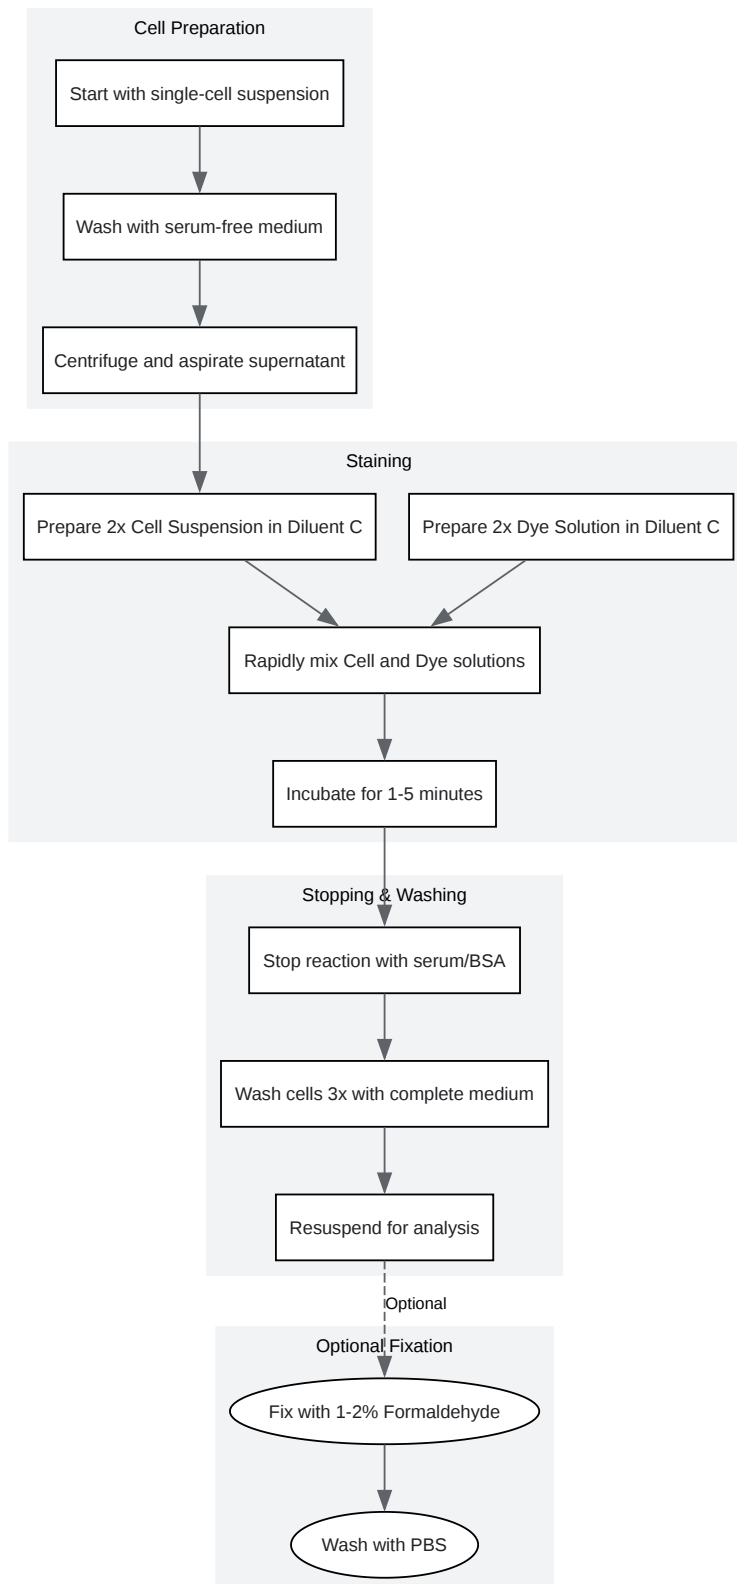 Cell Preparation
Start with single-cell suspension
Wash with serum-free medium
Centrifuge and aspirate supernatant
Staining
Prepare 2x Cell Suspension in Diluent C
Prepare 2x Dye Solution in Diluent C
Rapidly mix Cell and Dye solutions
Incubate for 1-5 minutes
Stopping & Washing
Stop reaction with serum/BSA
Wash cells 3x with complete medium
Resuspend for analysis
Optional
Optional Fixation
Fix with 1-2% Formaldehyde
Wash with PBS